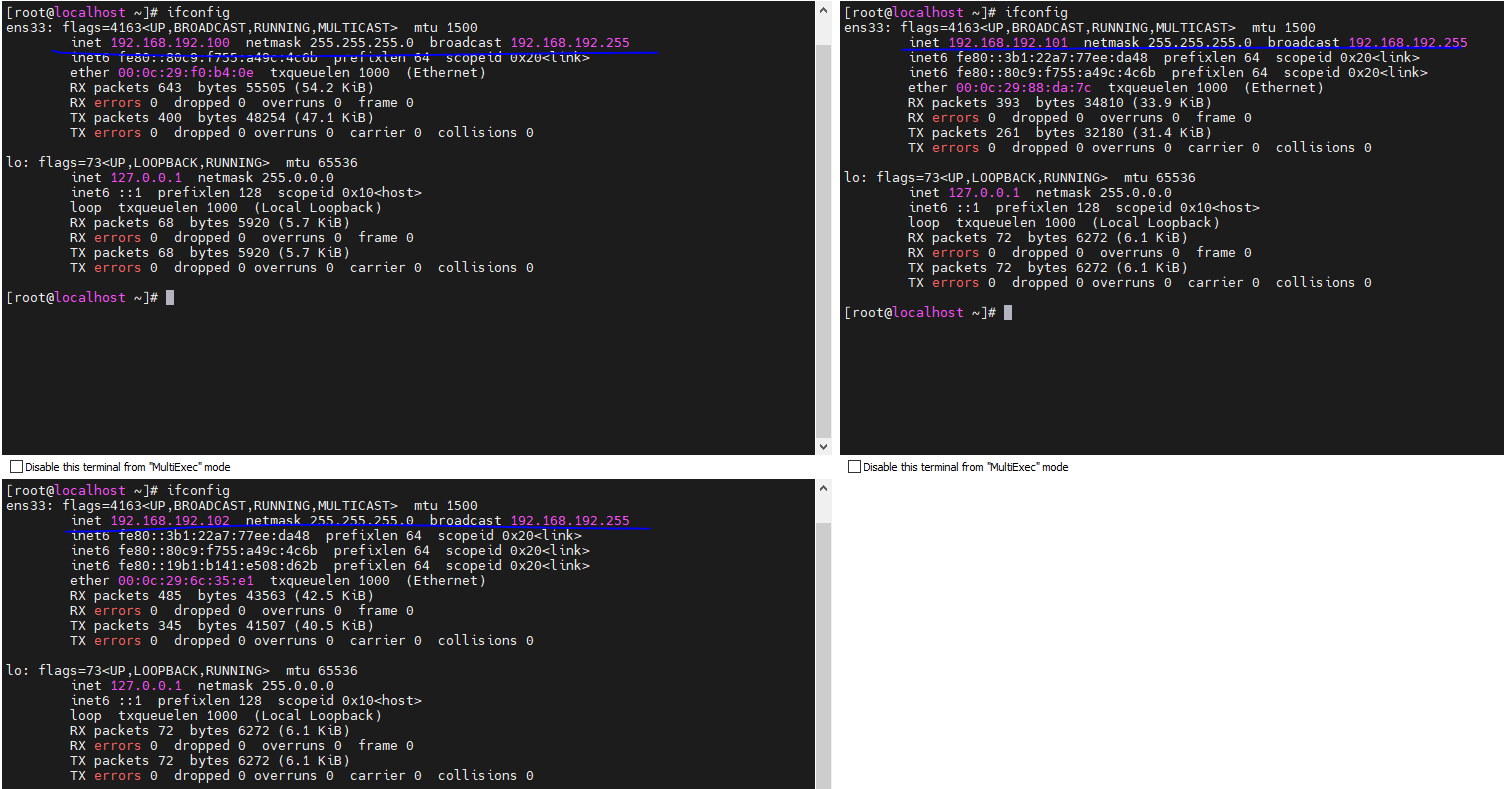 [root@localhost ~]# ifconfig
ens33: flags=4163<UP,BROADCAST,RUNNING,MULTICAST>  mtu 1500
        inet 192.168.192.100  netmask 255.255.255.0  broadcast 192.168.192.255
        inet6 fe80::80c9:f755:a49c:4c6b  prefixlen 64  scopeid 0x20<link>
        ether 00:0c:29:f0:b4:0e  txqueuelen 1000  (Ethernet)
        RX packets 643  bytes 55505 (54.2 KiB)
        RX errors 0  dropped 0  overruns 0  frame 0
        TX packets 400  bytes 48254 (47.1 KiB)
        TX errors 0  dropped 0 overruns 0  carrier 0  collisions 0

lo: flags=73<UP,LOOPBACK,RUNNING>  mtu 65536
        inet 127.0.0.1  netmask 255.0.0.0
        inet6 ::1  prefixlen 128  scopeid 0x10<host>
        loop  txqueuelen 1000  (Local Loopback)
        RX packets 68  bytes 5920 (5.7 KiB)
        RX errors 0  dropped 0  overruns 0  frame 0
        TX packets 68  bytes 5920 (5.7 KiB)
        TX errors 0  dropped 0 overruns 0  carrier 0  collisions 0

[root@localhost ~]#
Disable this terminal from "MultiExec" mode
[root@localhost ~]# ifconfig
ens33: flags=4163<UP,BROADCAST,RUNNING,MULTICAST>  mtu 1500
        inet 192.168.192.101  netmask 255.255.255.0  broadcast 192.168.192.255
        inet6 fe80::3b1:22a7:77ee:da48  prefixlen 64  scopeid 0x20<link>
        inet6 fe80::80c9:f755:a49c:4c6b  prefixlen 64  scopeid 0x20<link>
        ether 00:0c:29:88:da:7c  txqueuelen 1000  (Ethernet)
        RX packets 393  bytes 34810 (33.9 KiB)
        RX errors 0  dropped 0  overruns 0  frame 0
        TX packets 261  bytes 32180 (31.4 KiB)
        TX errors 0  dropped 0 overruns 0  carrier 0  collisions 0

lo: flags=73<UP,LOOPBACK,RUNNING>  mtu 65536
        inet 127.0.0.1  netmask 255.0.0.0
        inet6 ::1  prefixlen 128  scopeid 0x10<host>
        loop  txqueuelen 1000  (Local Loopback)
        RX packets 72  bytes 6272 (6.1 KiB)
        RX errors 0  dropped 0  overruns 0  frame 0
        TX packets 72  bytes 6272 (6.1 KiB)
        TX errors 0  dropped 0 overruns 0  carrier 0  collisions 0

[root@localhost ~]#
Disable this terminal from "MultiExec" mode
[root@localhost ~]# ifconfig
ens33: flags=4163<UP,BROADCAST,RUNNING,MULTICAST>  mtu 1500
        inet 192.168.192.102  netmask 255.255.255.0  broadcast 192.168.192.255
        inet6 fe80::3b1:22a7:77ee:da48  prefixlen 64  scopeid 0x20<link>
        inet6 fe80::80c9:f755:a49c:4c6b  prefixlen 64  scopeid 0x20<link>
        inet6 fe80::19b1:b141:e508:d62b  prefixlen 64  scopeid 0x20<link>
        ether 00:0c:29:6c:35:e1  txqueuelen 1000  (Ethernet)
        RX packets 485  bytes 43563 (42.5 KiB)
        RX errors 0  dropped 0  overruns 0  frame 0
        TX packets 345  bytes 41507 (40.5 KiB)
        TX errors 0  dropped 0 overruns 0  carrier 0  collisions 0

lo: flags=73<UP,LOOPBACK,RUNNING>  mtu 65536
        inet 127.0.0.1  netmask 255.0.0.0
        inet6 ::1  prefixlen 128  scopeid 0x10<host>
        loop  txqueuelen 1000  (Local Loopback)
        RX packets 72  bytes 6272 (6.1 KiB)
        RX errors 0  dropped 0  overruns 0  frame 0
        TX packets 72  bytes 6272 (6.1 KiB)
        TX errors 0  dropped 0 overruns 0  carrier 0  collisions 0